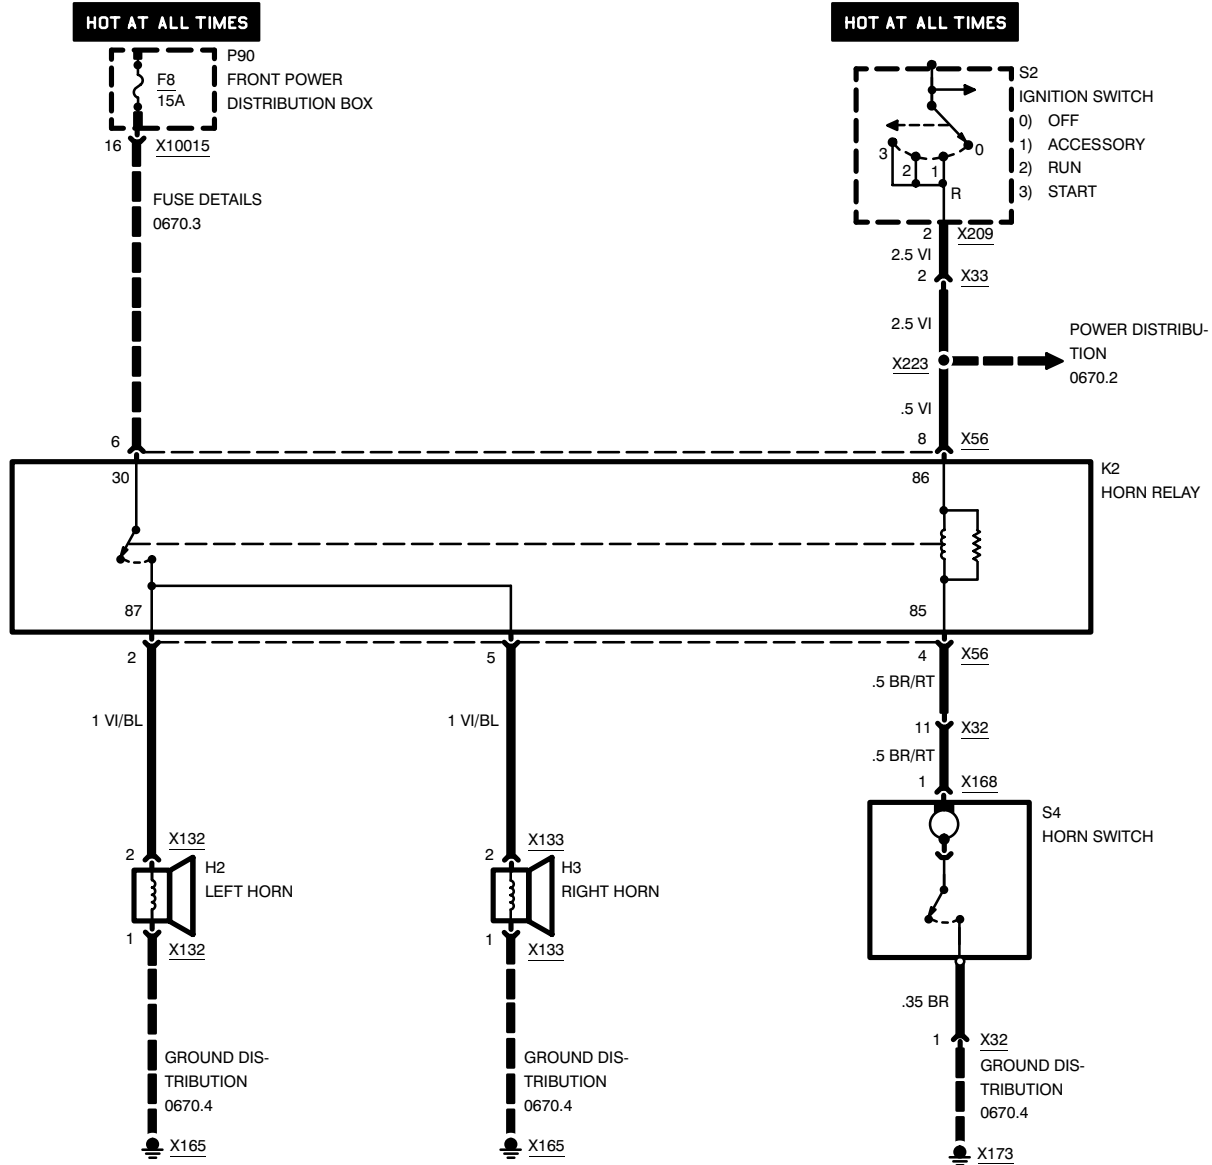 HOT AT ALL TIMES
HOT AT ALL TIMES
P90
FRONT POWER
DISTRIBUTION BOX
F8
15A
16
X10015
FUSE DETAILS
0670.3
S2
IGNITION SWITCH
0) OFF
1) ACCESSORY
2) RUN
3) START
3
2
1
0
R
2
X209
2.5 VI
2
X33
2.5 VI
X223
POWER DISTRIBU-
TION
0670.2
.5 VI
6
8
X56
30
86
K2
HORN RELAY
87
85
2
5
4
X56
.5 BR/RT
1 VI/BL
1 VI/BL
11
X32
.5 BR/RT
1
X168
S4
HORN SWITCH
X132
2
H2
LEFT HORN
1
X132
X133
2
H3
RIGHT HORN
1
X133
.35 BR
1
X32
GROUND DIS-
TRIBUTION
0670.4
GROUND DIS-
TRIBUTION
0670.4
GROUND DIS-
TRIBUTION
0670.4
X165
X165
X173